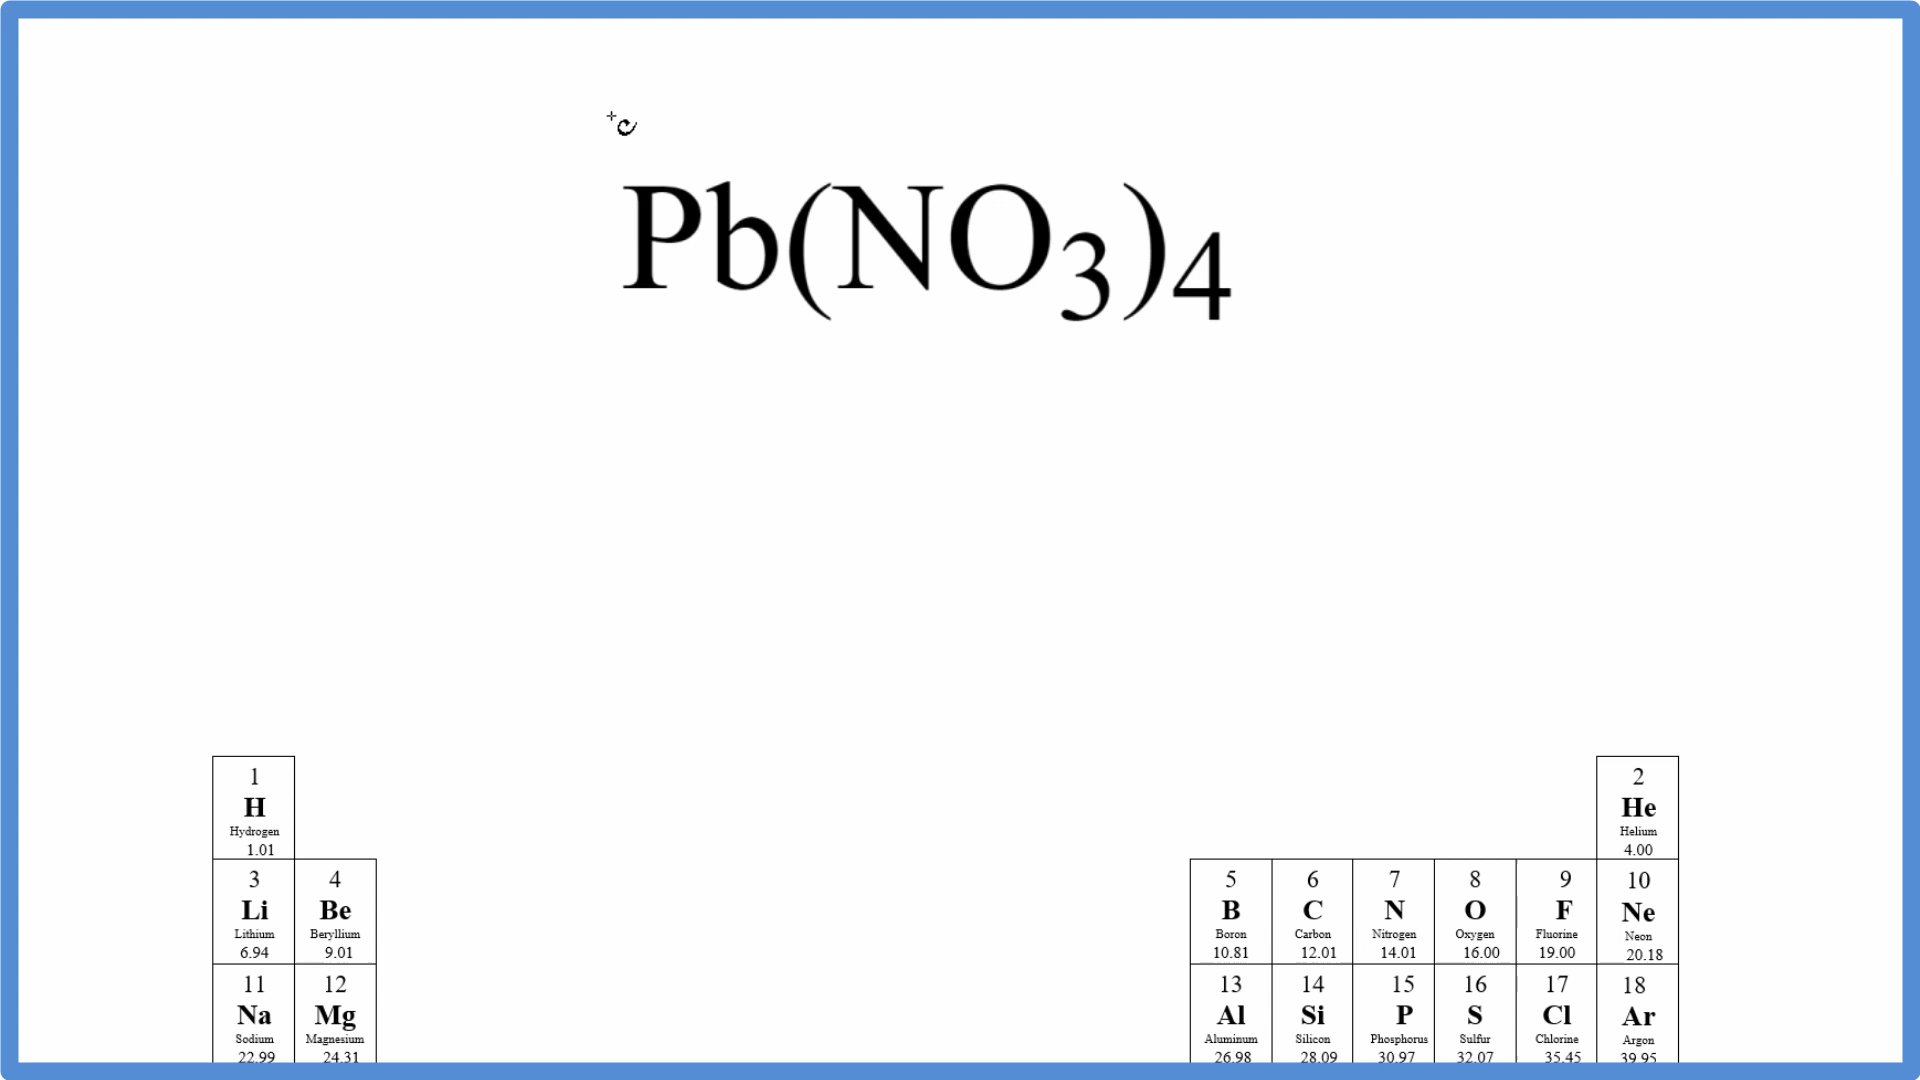 Pb(NO3)4
1 2
H He
Hydrogen Helium
1.01 4.00
3 4 5 6 7 8 9 10
Li Be B C N O F Ne
Lithium Beryllium Boron Carbon Nitrogen Oxygen Fluorine Neon
6.94 9.01 10.81 12.01 14.01 16.00 19.00 20.18
11 12 13 14 15 16 17 18
Na Mg Al Si P S Cl Ar
Sodium Magnesium Aluminum Silicon Phosphorus Sulfur Chlorine Argon
22.99 24.31 26.98 28.09 30.97 32.07 35.45 39.95